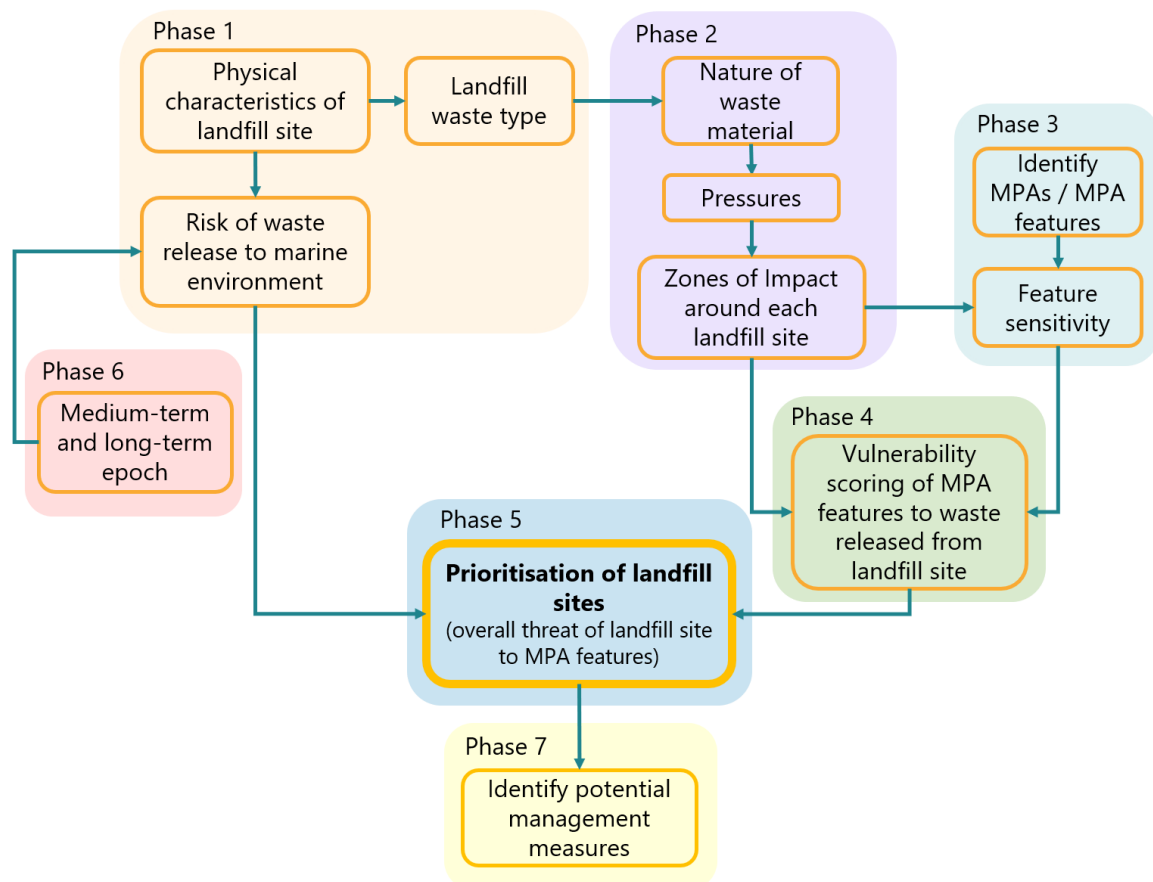 Phase 1
Physical
characteristics of
landfill site
Landfill
waste type
Risk of waste
release to marine
environment
Phase 2
Nature of
waste
material
Pressures
Zones of Impact
around each
landfill site
Phase 3
Identify
MPAs / MPA
features
Feature
sensitivity
Phase 6
Medium-term
and long-term
epoch
Phase 4
Vulnerability
scoring of MPA
features to waste
released from
landfill site
Phase 5
Prioritisation of landfill
sites
(overall threat of landfill site
to MPA features)
Phase 7
Identify potential
management
measures